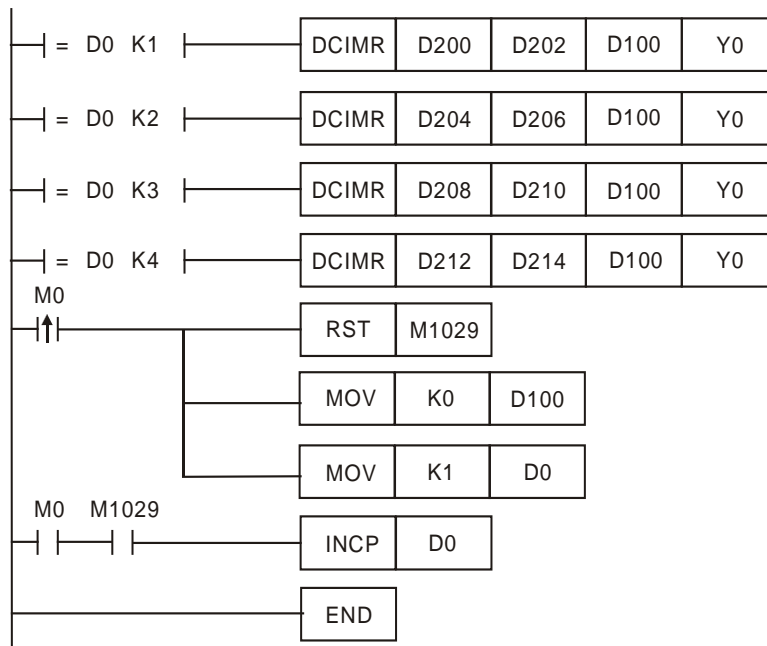 = D0 K1 DCIMR D200 D202 D100 Y0
= D0 K2 DCIMR D204 D206 D100 Y0
= D0 K3 DCIMR D208 D210 D100 Y0
= D0 K4 DCIMR D212 D214 D100 Y0
M0
RST M1029
MOV K0 D100
MOV K1 D0
M0 M1029
INCP D0
END